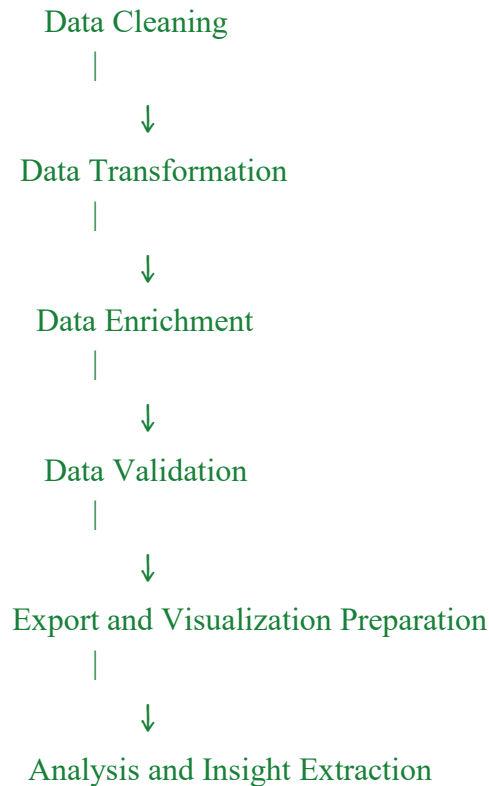 Data Cleaning
|
↓
Data Transformation
|
↓
Data Enrichment
|
↓
Data Validation
|
↓
Export and Visualization Preparation
|
↓
Analysis and Insight Extraction